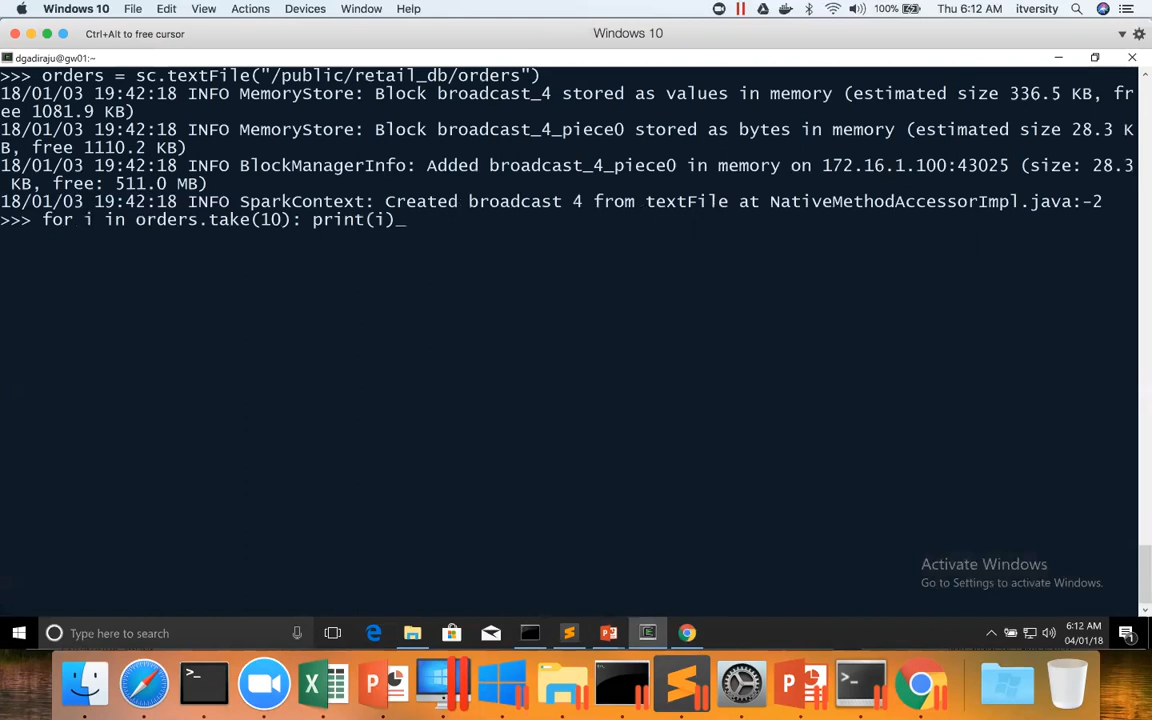 Windows 10 File Edit View Actions Devices Window Help 100% Thu 6:12 AM itversity
Ctrl+Alt to free cursor Windows 10
dgadiraju@gw01:~
>>> orders = sc.textFile("/public/retail_db/orders")
18/01/03 19:42:18 INFO MemoryStore: Block broadcast_4 stored as values in memory (estimated size 336.5 KB, fr
ee 1081.9 KB)
18/01/03 19:42:18 INFO MemoryStore: Block broadcast_4_piece0 stored as bytes in memory (estimated size 28.3 K
B, free 1110.2 KB)
18/01/03 19:42:18 INFO BlockManagerInfo: Added broadcast_4_piece0 in memory on 172.16.1.100:43025 (size: 28.3
 KB, free: 511.0 MB)
18/01/03 19:42:18 INFO SparkContext: Created broadcast 4 from textFile at NativeMethodAccessorImpl.java:-2
>>> for i in orders.take(10): print(i)_
Activate Windows
Go to Settings to activate Windows.
Type here to search
6:12 AM
04/01/18
1